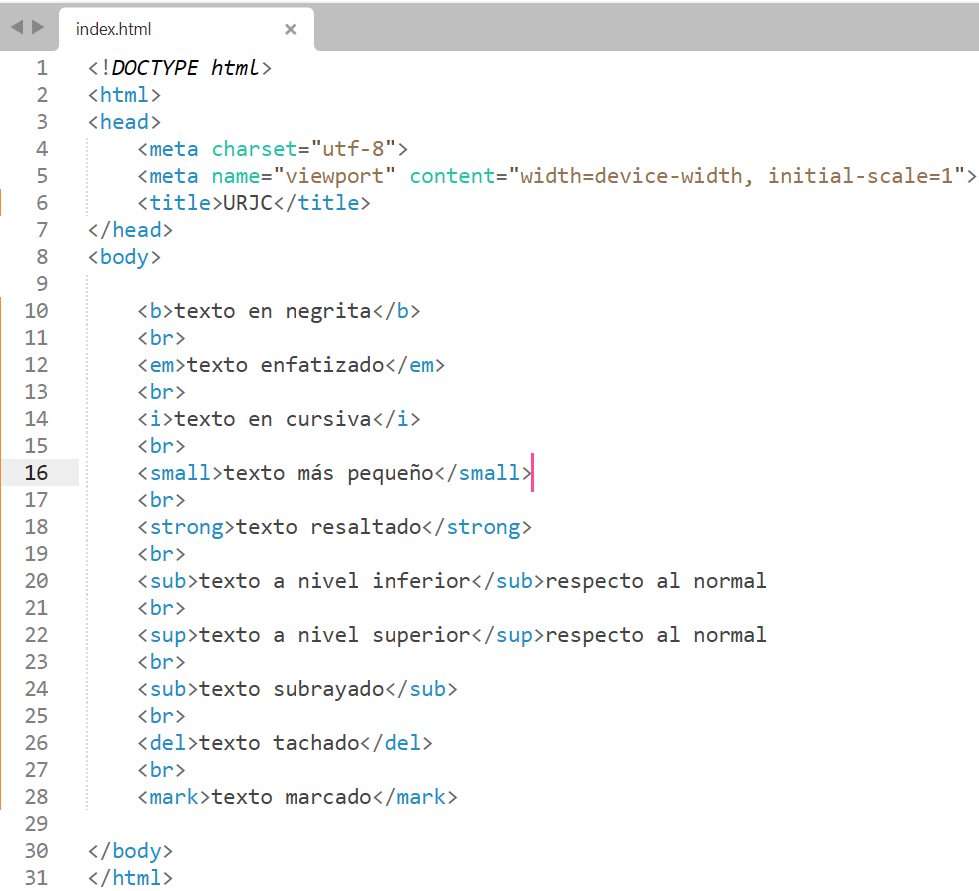 index.html
1 <!DOCTYPE html>
2 <html>
3 <head>
4 <meta charset="utf-8">
5 <meta name="viewport" content="width=device-width, initial-scale=1">
6 <title>URJC</title>
7 </head>
8 <body>
9
10 <b>texto en negrita</b>
11 <br>
12 <em>texto enfatizado</em>
13 <br>
14 <i>texto en cursiva</i>
15 <br>
16 <small>texto más pequeño</small>
17 <br>
18 <strong>texto resaltado</strong>
19 <br>
20 <sub>texto a nivel inferior</sub>respecto al normal
21 <br>
22 <sup>texto a nivel superior</sup>respecto al normal
23 <br>
24 <sub>texto subrayado</sub>
25 <br>
26 <del>texto tachado</del>
27 <br>
28 <mark>texto marcado</mark>
29
30 </body>
31 </html>